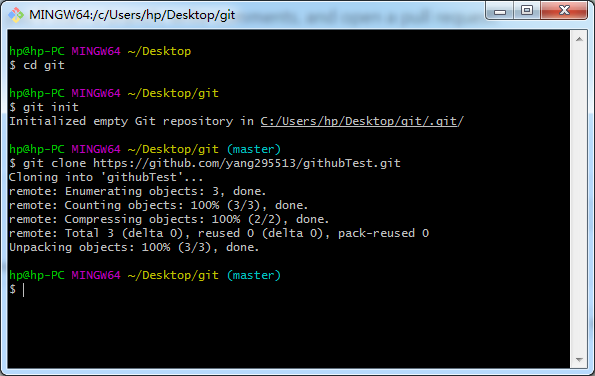 MINGW64:/c/Users/hp/Desktop/git
hp@hp-PC MINGW64 ~/Desktop
$ cd git
hp@hp-PC MINGW64 ~/Desktop/git
$ git init
Initialized empty Git repository in C:/Users/hp/Desktop/git/.git/
hp@hp-PC MINGW64 ~/Desktop/git (master)
$ git clone https://github.com/yang295513/githubTest.git
Cloning into 'githubTest'...
remote: Enumerating objects: 3, done.
remote: Counting objects: 100% (3/3), done.
remote: Compressing objects: 100% (2/2), done.
remote: Total 3 (delta 0), reused 0 (delta 0), pack-reused 0
Unpacking objects: 100% (3/3), done.
hp@hp-PC MINGW64 ~/Desktop/git (master)
$